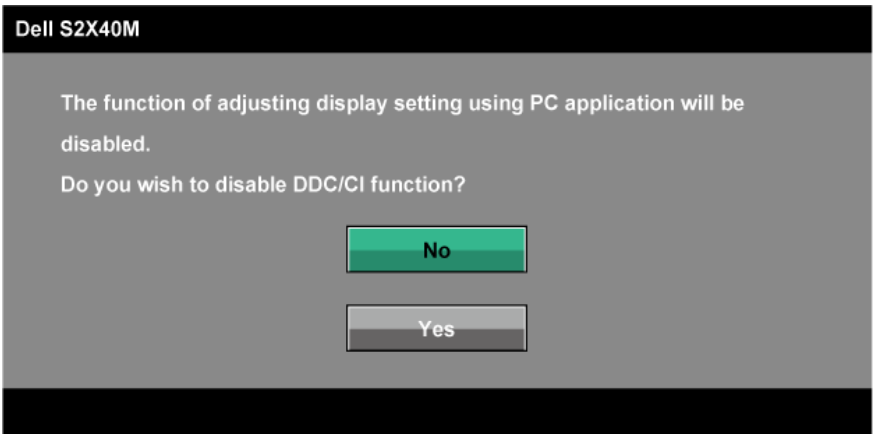 Dell S2X40M
The function of adjusting display setting using PC application will be
disabled.
Do you wish to disable DDC/CI function?
No
Yes